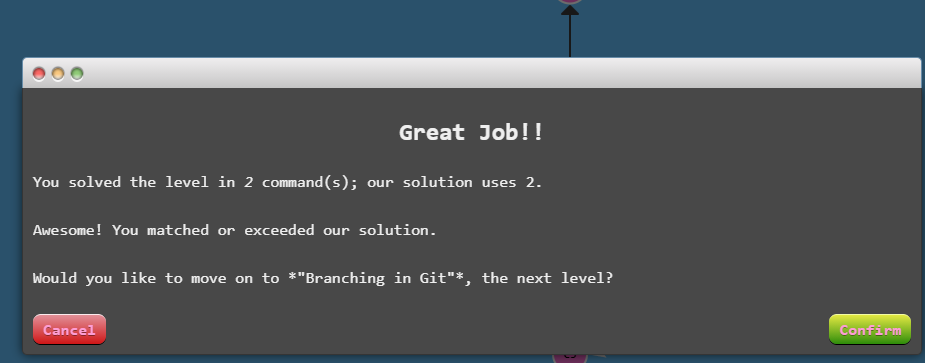 Great Job!!
You solved the level in 2 command(s); our solution uses 2.
Awesome! You matched or exceeded our solution.
Would you like to move on to *"Branching in Git"*, the next level?
Cancel
Confirm